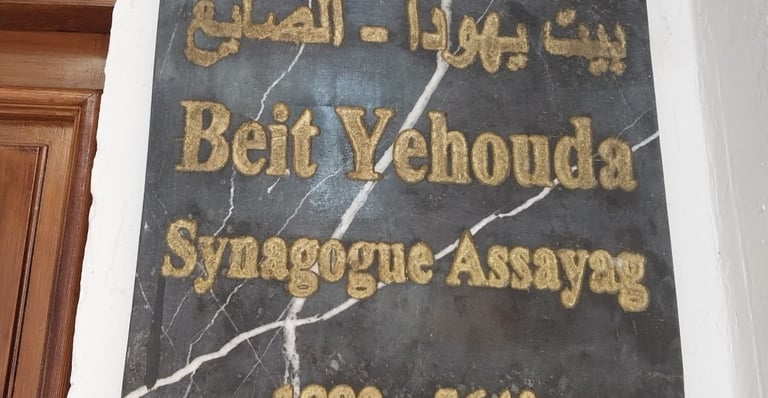 بيت يهودا - الصايغ
Beit Yehouda
Synagogue Assayag